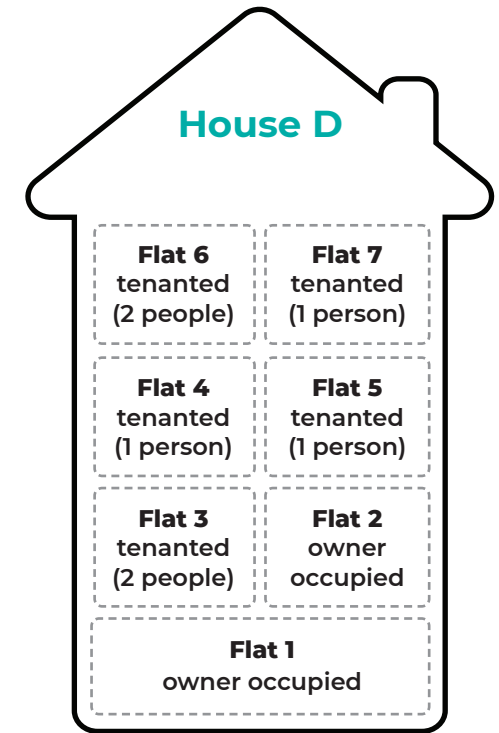 House D
Flat 6
tenanted
(2 people)
Flat 7
tenanted
(1 person)
Flat 4
tenanted
(1 person)
Flat 5
tenanted
(1 person)
Flat 3
tenanted
(2 people)
Flat 2
owner
occupied
Flat 1
owner occupied